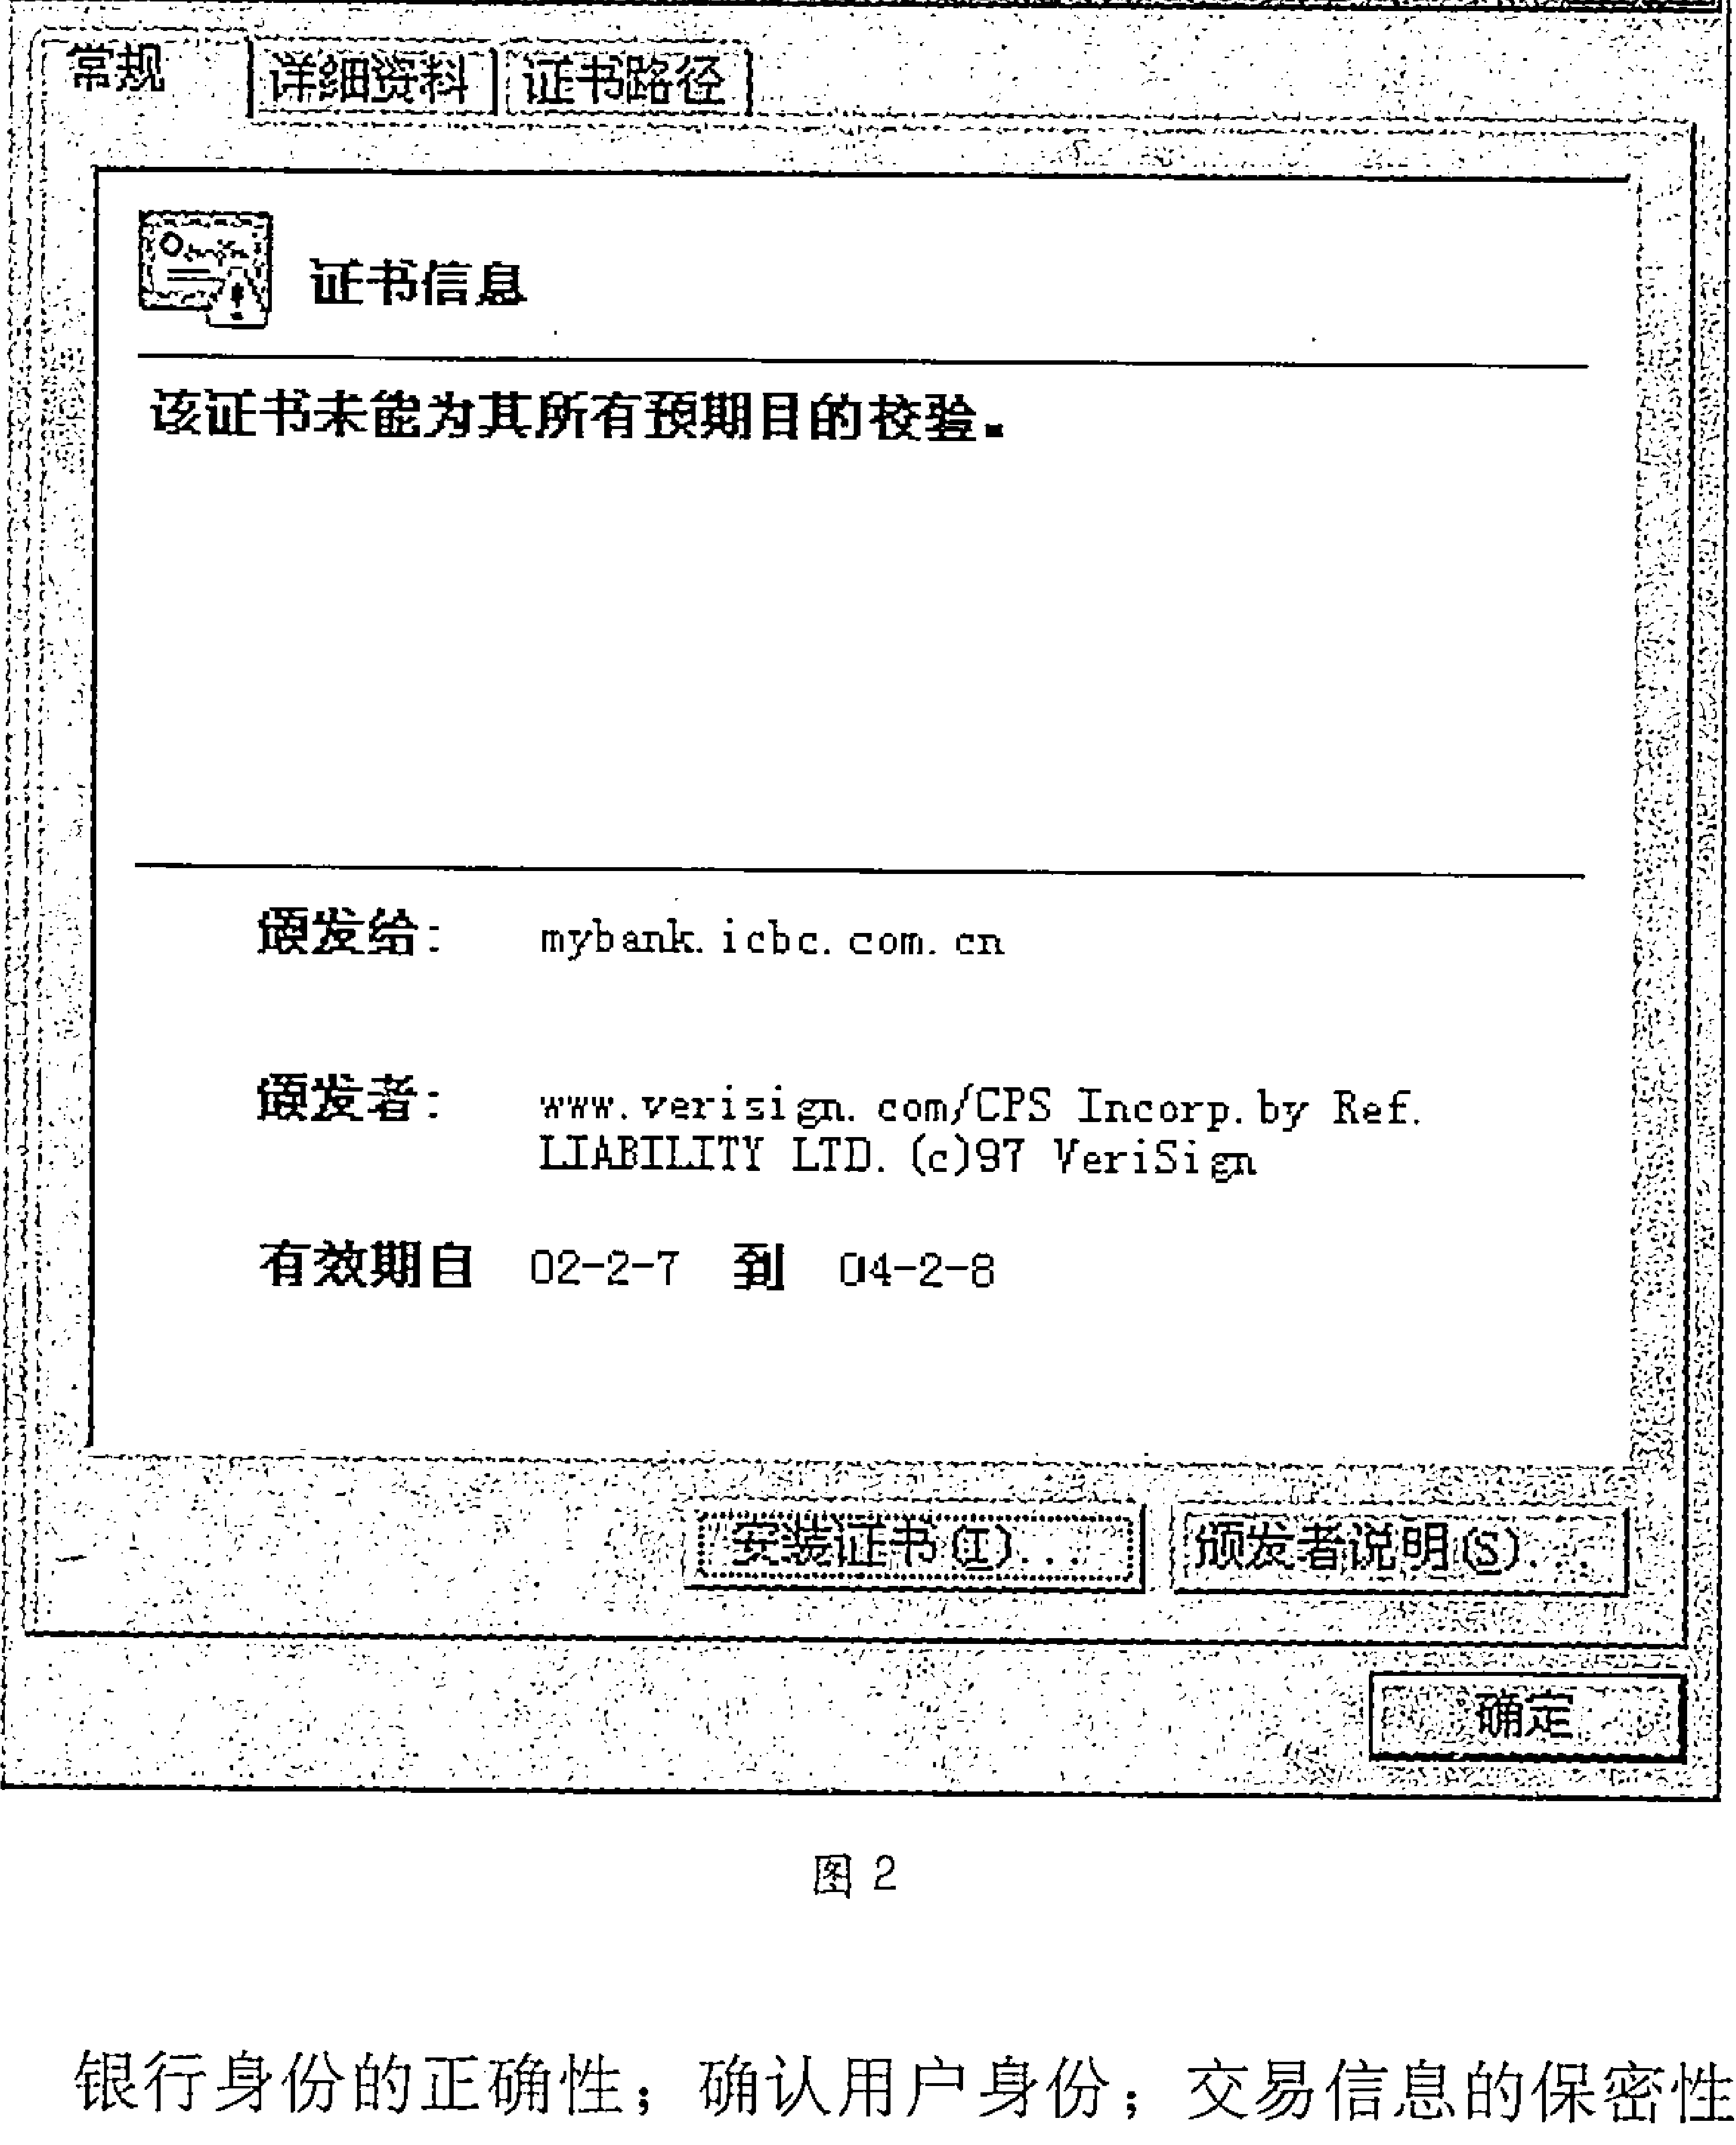 常规 详细资料 证书路径
证书信息
该证书未能为其所有预期目的校验。
颁发给: mybank.icbc.com.cn
颁发者: www.verisign.com/CPS Incorp.by Ref.
LIABILITY LTD.(c)97 VeriSign
有效期自 02-2-7 到 04-2-8
安装证书(I)... 颁发者说明(S)...
确定
图 2
银行身份的正确性；确认用户身份；交易信息的保密性